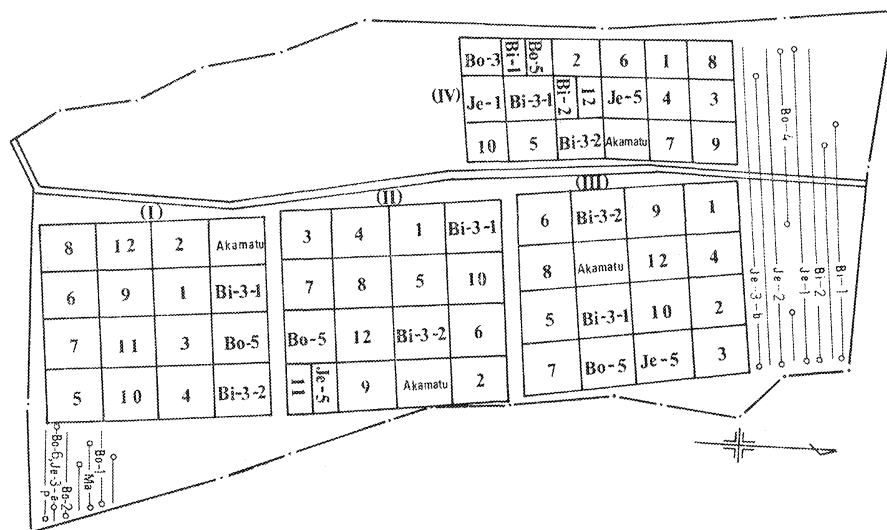 Bo-3 Bi-1 Bo-5 2 6 1 8
(IV) Je-1 Bi-3-1 Bi-2 12 Je-5 4 3
10 5 Bi-3-2 Akamatu 7 9
(I)
8 12 2 Akamatu
6 9 1 Bi-3-1
7 11 3 Bo-5
5 10 4 Bi-3-2
(II)
3 4 1 Bi-3-1
7 8 5 10
Bo-5 12 Bi-3-2 6
11 Je-5 9 Akamatu 2
(III)
6 Bi-3-2 9 1
8 Akamatu 12 4
5 Bi-3-1 10 2
7 Bo-5 Je-5 3
Je-3-b
Je-2
Bo-4
Je-1
Bi-2
Bi-1
P
Bo-6, Je-3-a
Bo-2
Ma
Bo-1